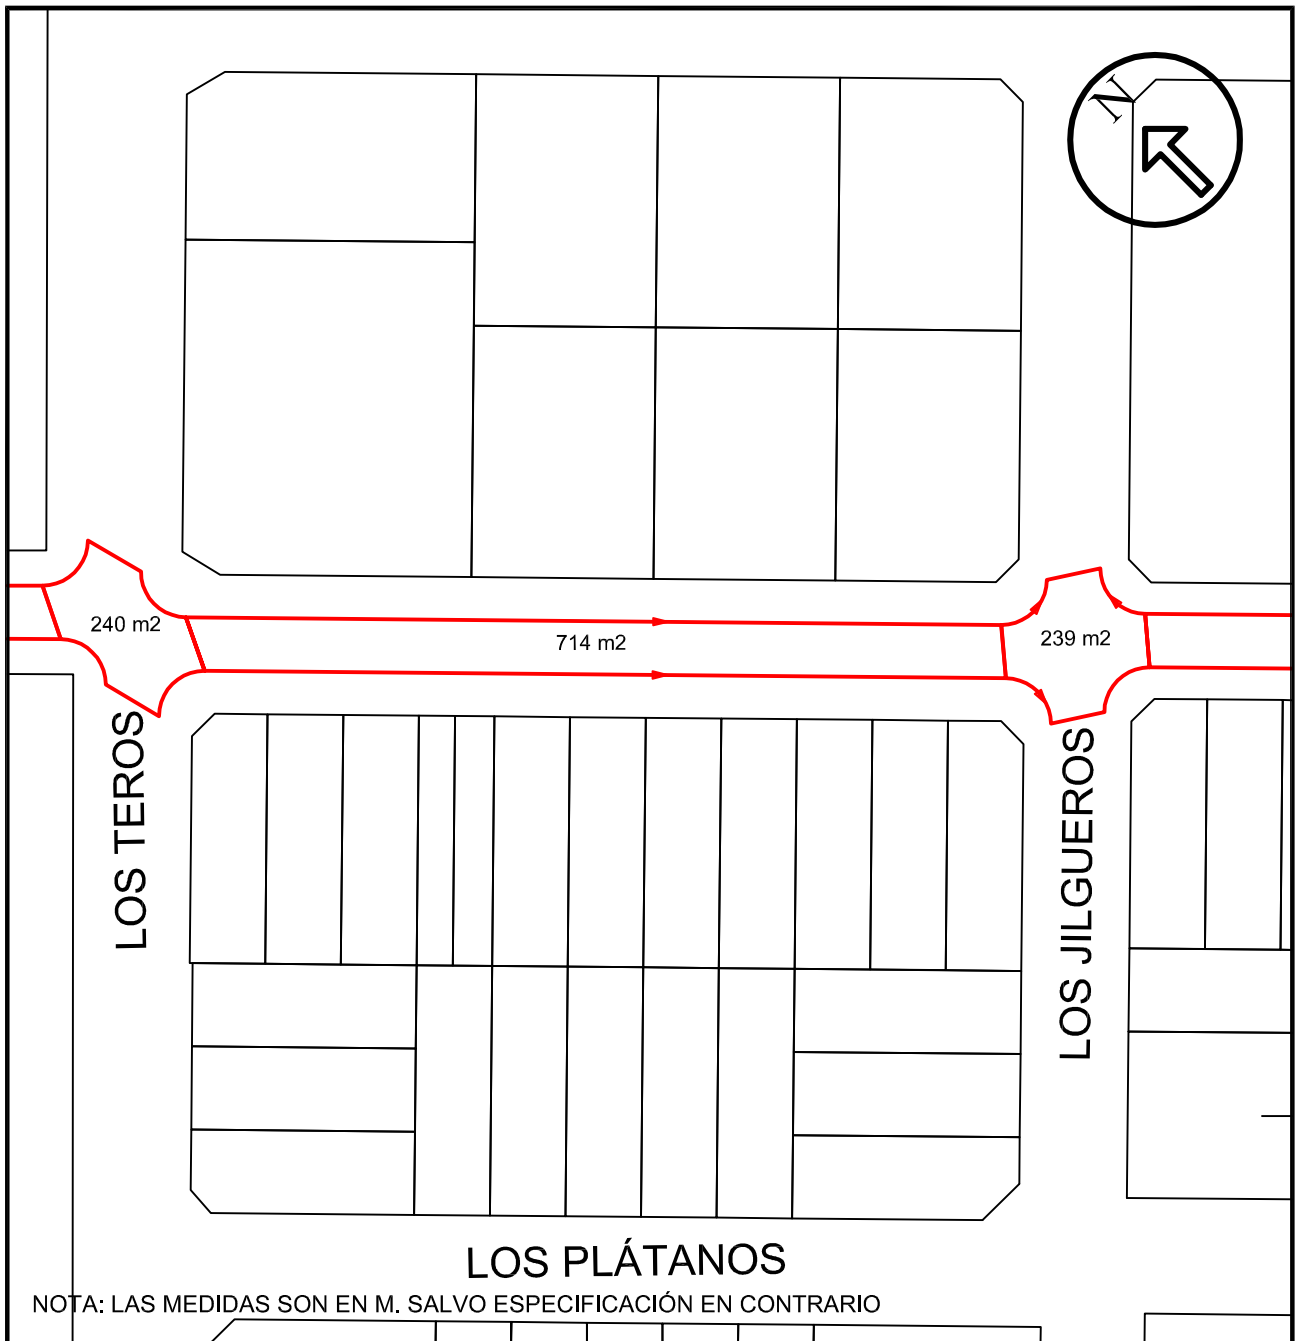 N
240 m2
714 m2
239 m2
LOS TEROS
LOS JILGUEROS
LOS PLÁTANOS
NOTA: LAS MEDIDAS SON EN M. SALVO ESPECIFICACIÓN EN CONTRARIO